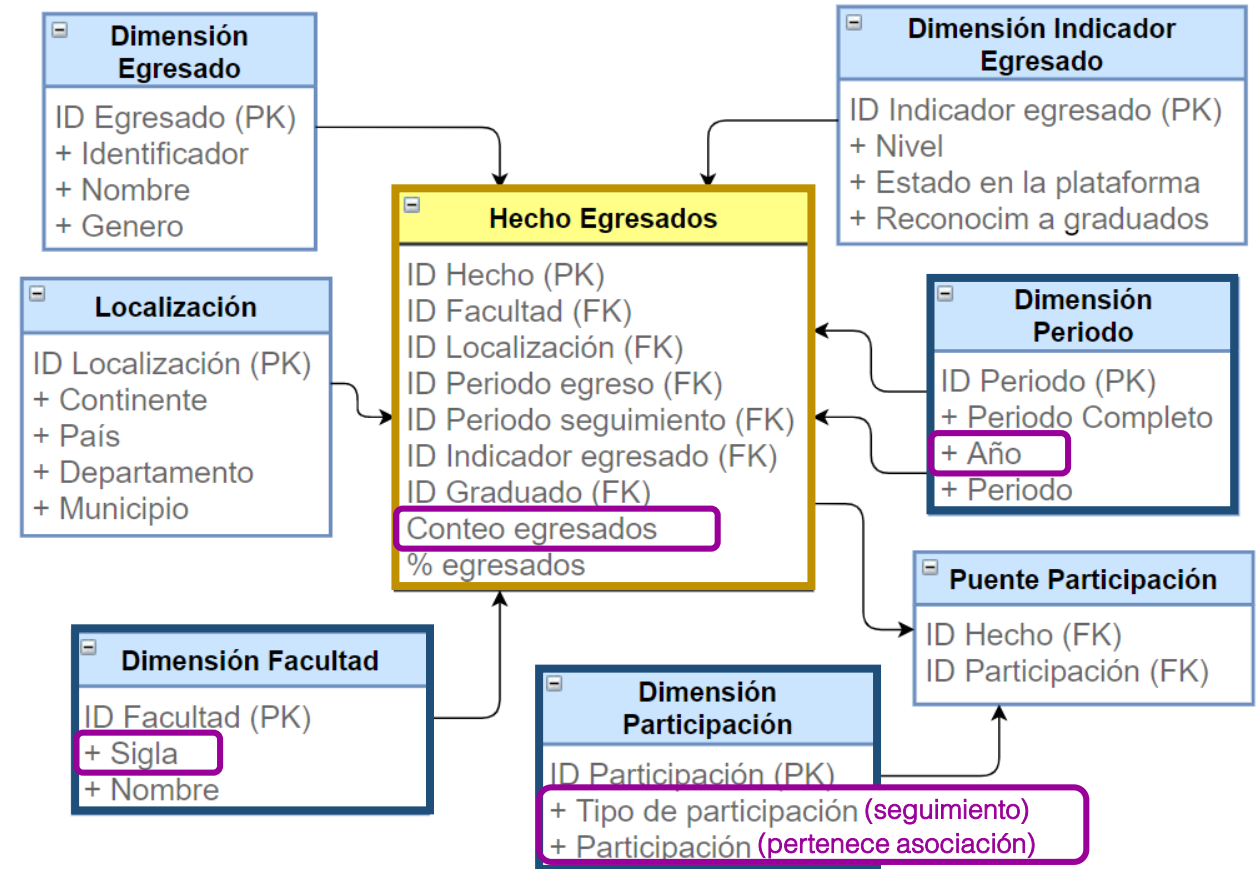 Dimensión
Egresado
ID Egresado (PK)
+ Identificador
+ Nombre
+ Genero
Dimensión Indicador
Egresado
ID Indicador egresado (PK)
+ Nivel
+ Estado en la plataforma
+ Reconocim a graduados
Hecho Egresados
ID Hecho (PK)
ID Facultad (FK)
ID Localización (FK)
ID Periodo egreso (FK)
ID Periodo seguimiento (FK)
ID Indicador egresado (FK)
ID Graduado (FK)
Conteo egresados
% egresados
Localización
ID Localización (PK)
+ Continente
+ País
+ Departamento
+ Municipio
Dimensión
Periodo
ID Periodo (PK)
+ Periodo Completo
+ Año
+ Periodo
Puente Participación
ID Hecho (FK)
ID Participación (FK)
Dimensión Facultad
ID Facultad (PK)
+ Sigla
+ Nombre
Dimensión
Participación
ID Participación (PK)
+ Tipo de participación (seguimiento)
+ Participación (pertenece asociación)